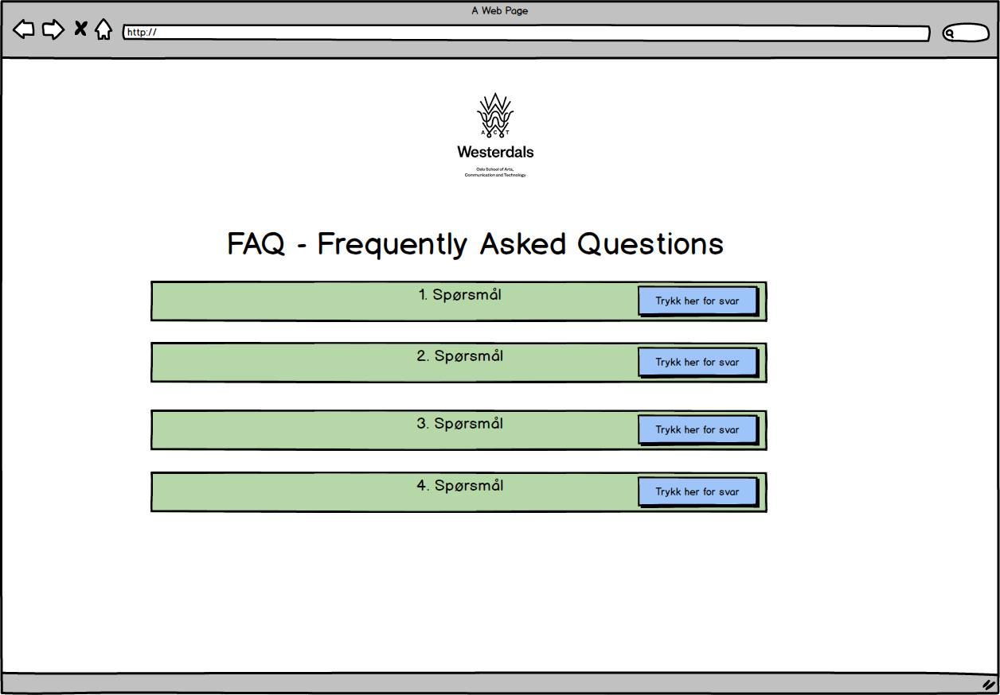 A Web Page
http://
A C T
Westerdals
Oslo School of Arts,
Communication and Technology
FAQ - Frequently Asked Questions
1. Spørsmål
Trykk her for svar
2. Spørsmål
Trykk her for svar
3. Spørsmål
Trykk her for svar
4. Spørsmål
Trykk her for svar